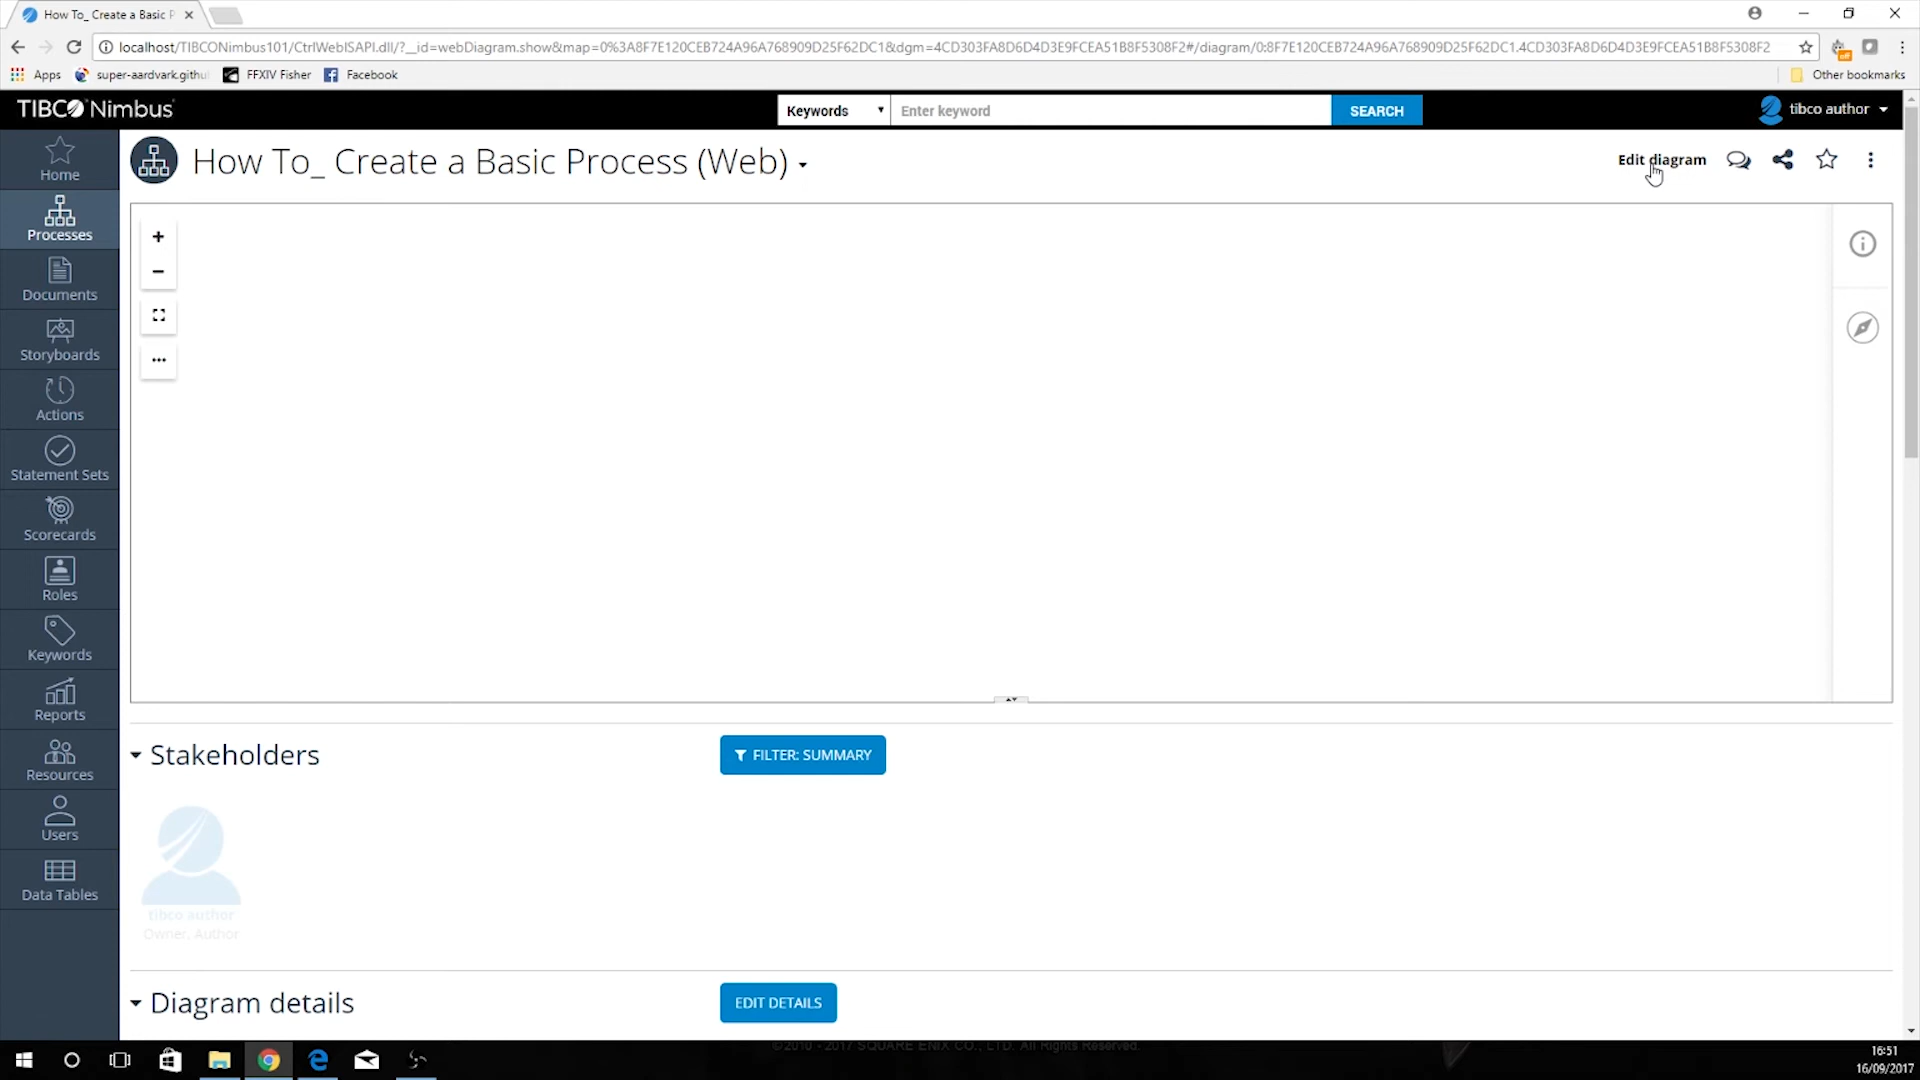 How To_ Create a Basic P
localhost/TIBCONimbus101/CtrlWebISAPI.dll/?__id=webDiagram.show&map=0%3A8F7E120CEB724A96A768909D25F62DC1&dgm=4CD303FA8D6D4D3E9FCEA51B8F5308F2#/diagram/0:8F7E120CEB724A96A768909D25F62DC1.4CD303FA8D6D4D3E9FCEA51B8F5308F2
Apps super-aardvark.githu FFXIV Fisher Facebook Other bookmarks
TIBCO Nimbus Keywords Enter keyword SEARCH tibco author
How To_ Create a Basic Process (Web) Edit diagram
Home
Processes
Documents
Storyboards
Actions
Statement Sets
Scorecards
Roles
Keywords
Reports
Resources
Users
Data Tables
Stakeholders FILTER: SUMMARY
tibco author
Owner, Author
Diagram details EDIT DETAILS
©2010 - 2017 SQUARE ENIX CO., LTD. All Rights Reserved.
16:51
16/09/2017